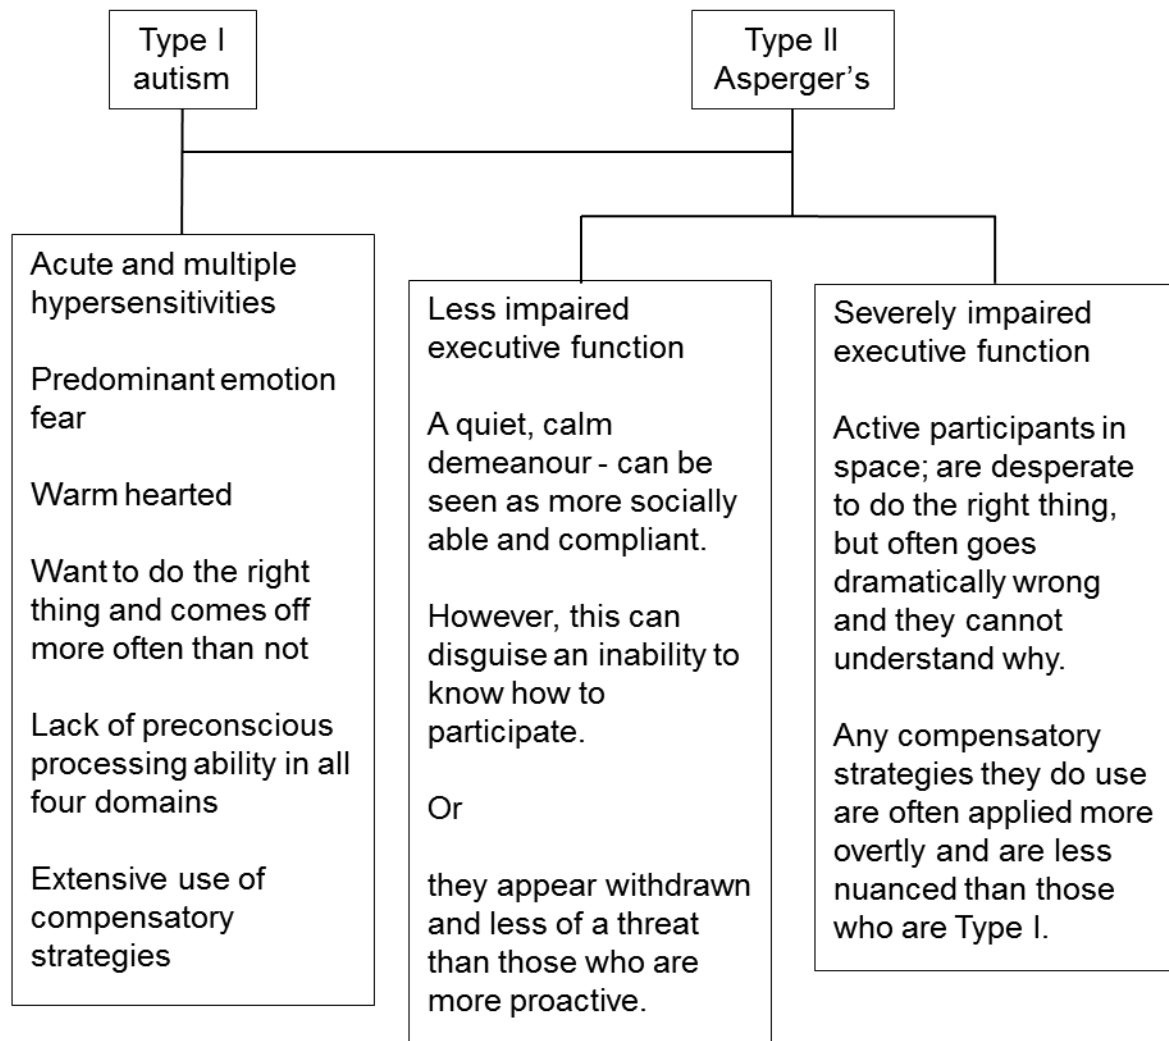 Type I
autism
Type II
Asperger's
Acute and multiple
hypersensitivities
Predominant emotion
fear
Warm hearted
Want to do the right
thing and comes off
more often than not
Lack of preconscious
processing ability in all
four domains
Extensive use of
compensatory
strategies
Less impaired
executive function
A quiet, calm
demeanour - can be
seen as more socially
able and compliant.
However, this can
disguise an inability to
know how to
participate.
Or
they appear withdrawn
and less of a threat
than those who are
more proactive.
Severely impaired
executive function
Active participants in
space; are desperate
to do the right thing,
but often goes
dramatically wrong
and they cannot
understand why.
Any compensatory
strategies they do use
are often applied more
overtly and are less
nuanced than those
who are Type I.